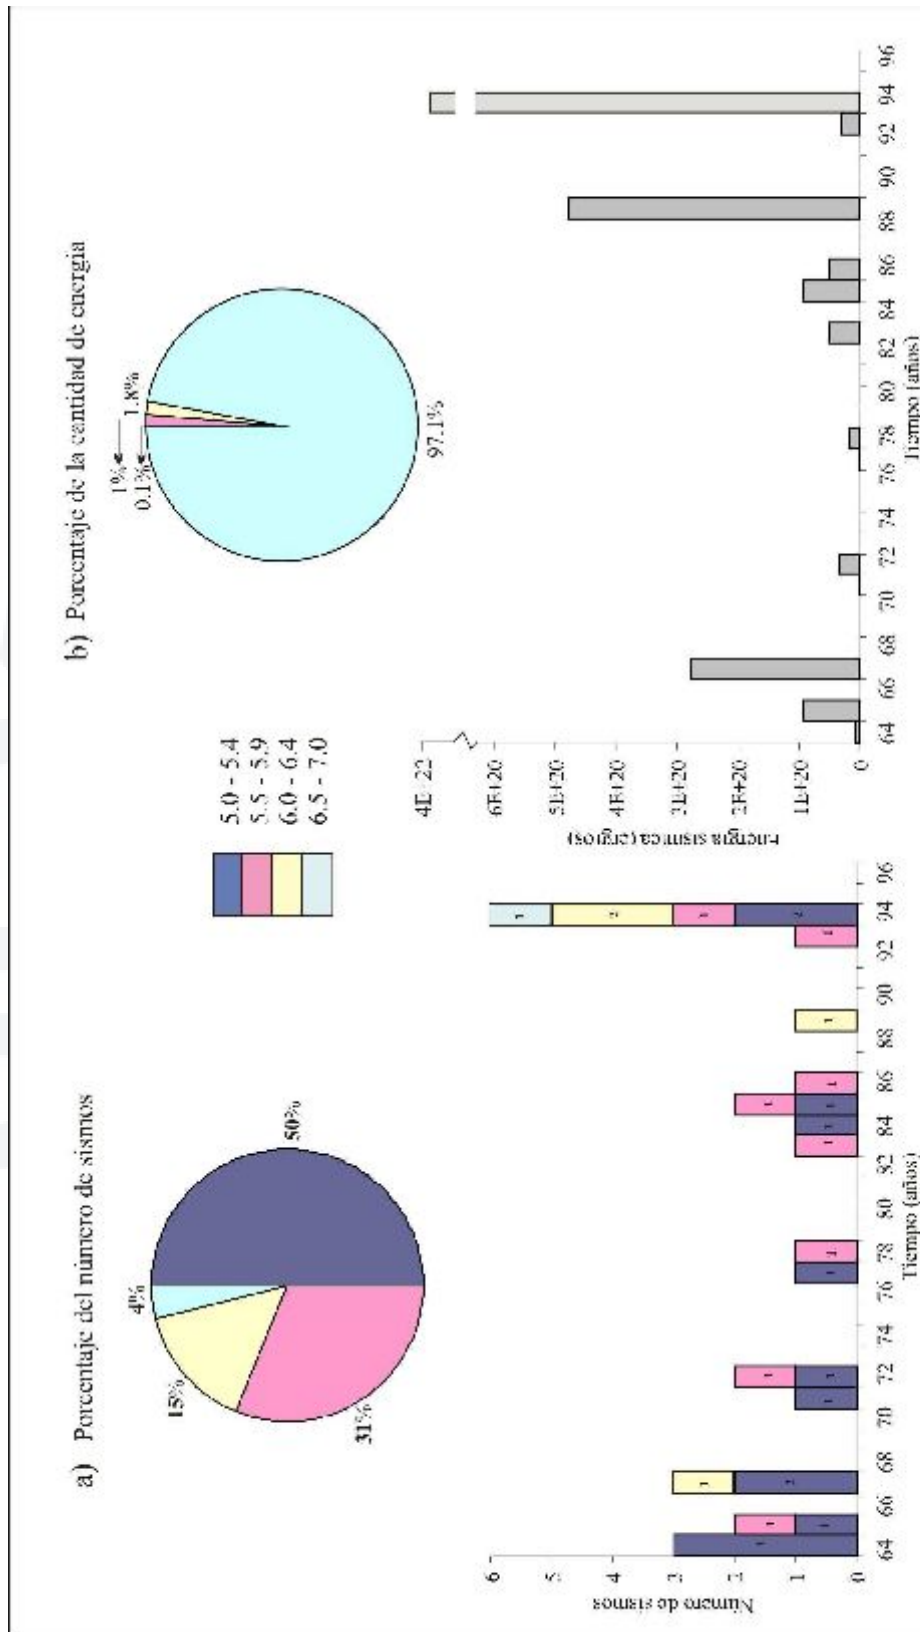 a) Porcentaje del número de sismos
4%
15%
31%
50%
5.0 - 5.4
5.5 - 5.9
6.0 - 6.4
6.5 - 7.0
Número de sismos
6
5
4
3
2
1
0
64 66 68 70 72 74 76 78 80 82 84 86 88 90 92 94 96
Tiempo (años)
b) Porcentaje de la cantidad de energia
1%
0.1%
1.8%
97.1%
Energia sismica (ergios)
4E+22
6E+20
5E+20
4E+20
3E+20
2E+20
1E+20
0
64 66 68 70 72 74 76 78 80 82 84 86 88 90 92 94 96
Tiempo (años)